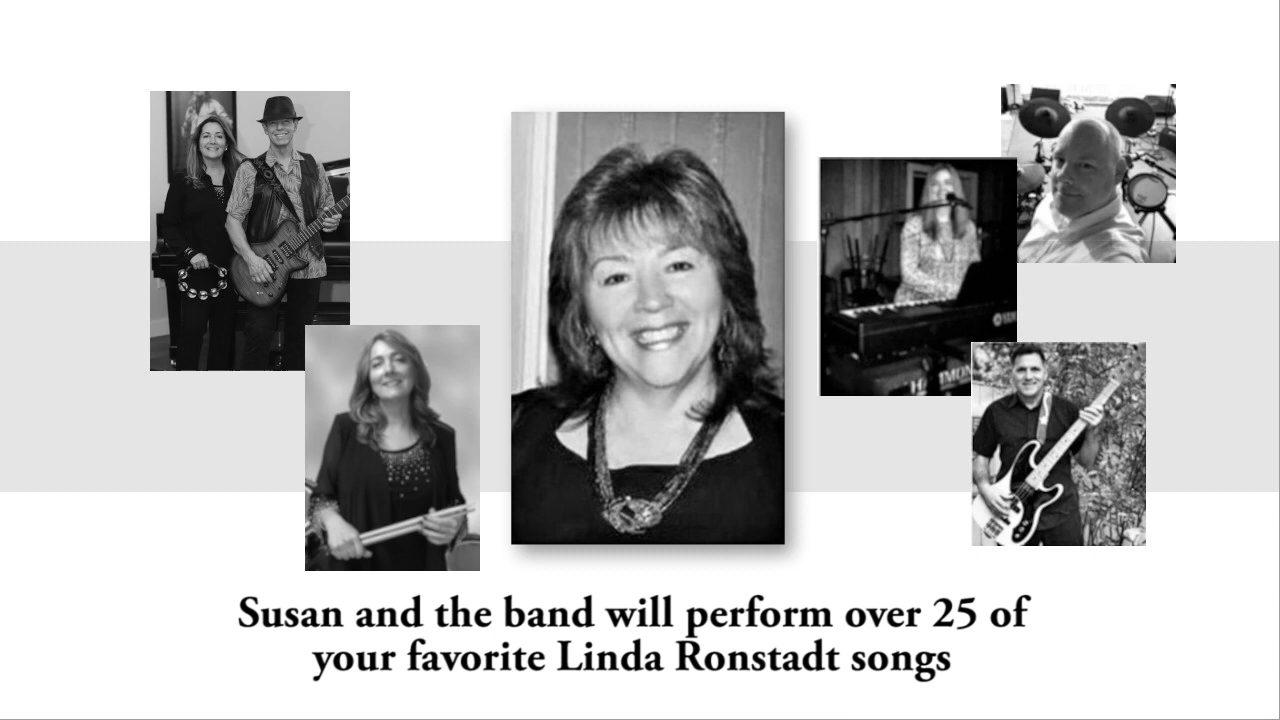 Susan and the band will perform over 25 of
your favorite Linda Ronstadt songs